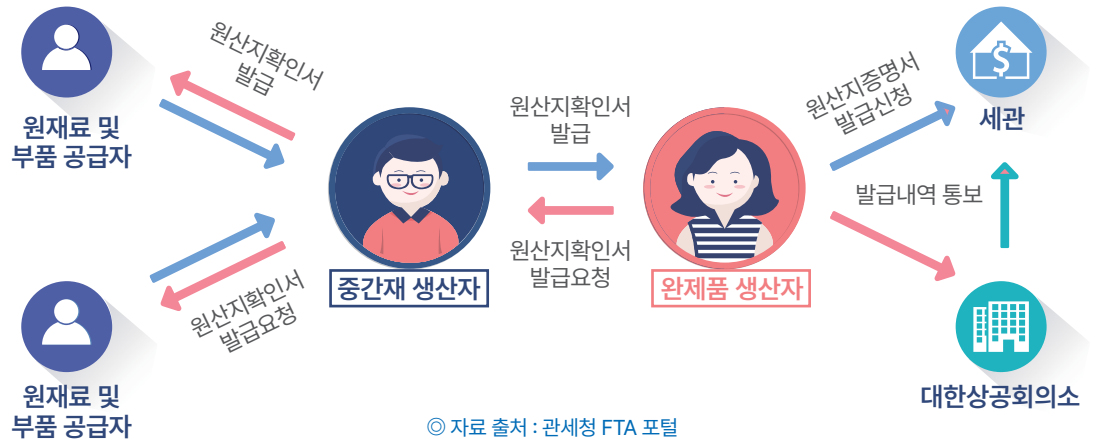 원산지확인서
발급
원재료 및
부품 공급자
원산지확인서
발급
원산지확인서
발급요청
중간재 생산자
완제품 생산자
원산지증명서
발급신청
$
세관
발급내역 통보
원산지확인서
발급요청
원재료 및
부품 공급자
대한상공회의소
◎ 자료 출처 : 관세청 FTA 포털